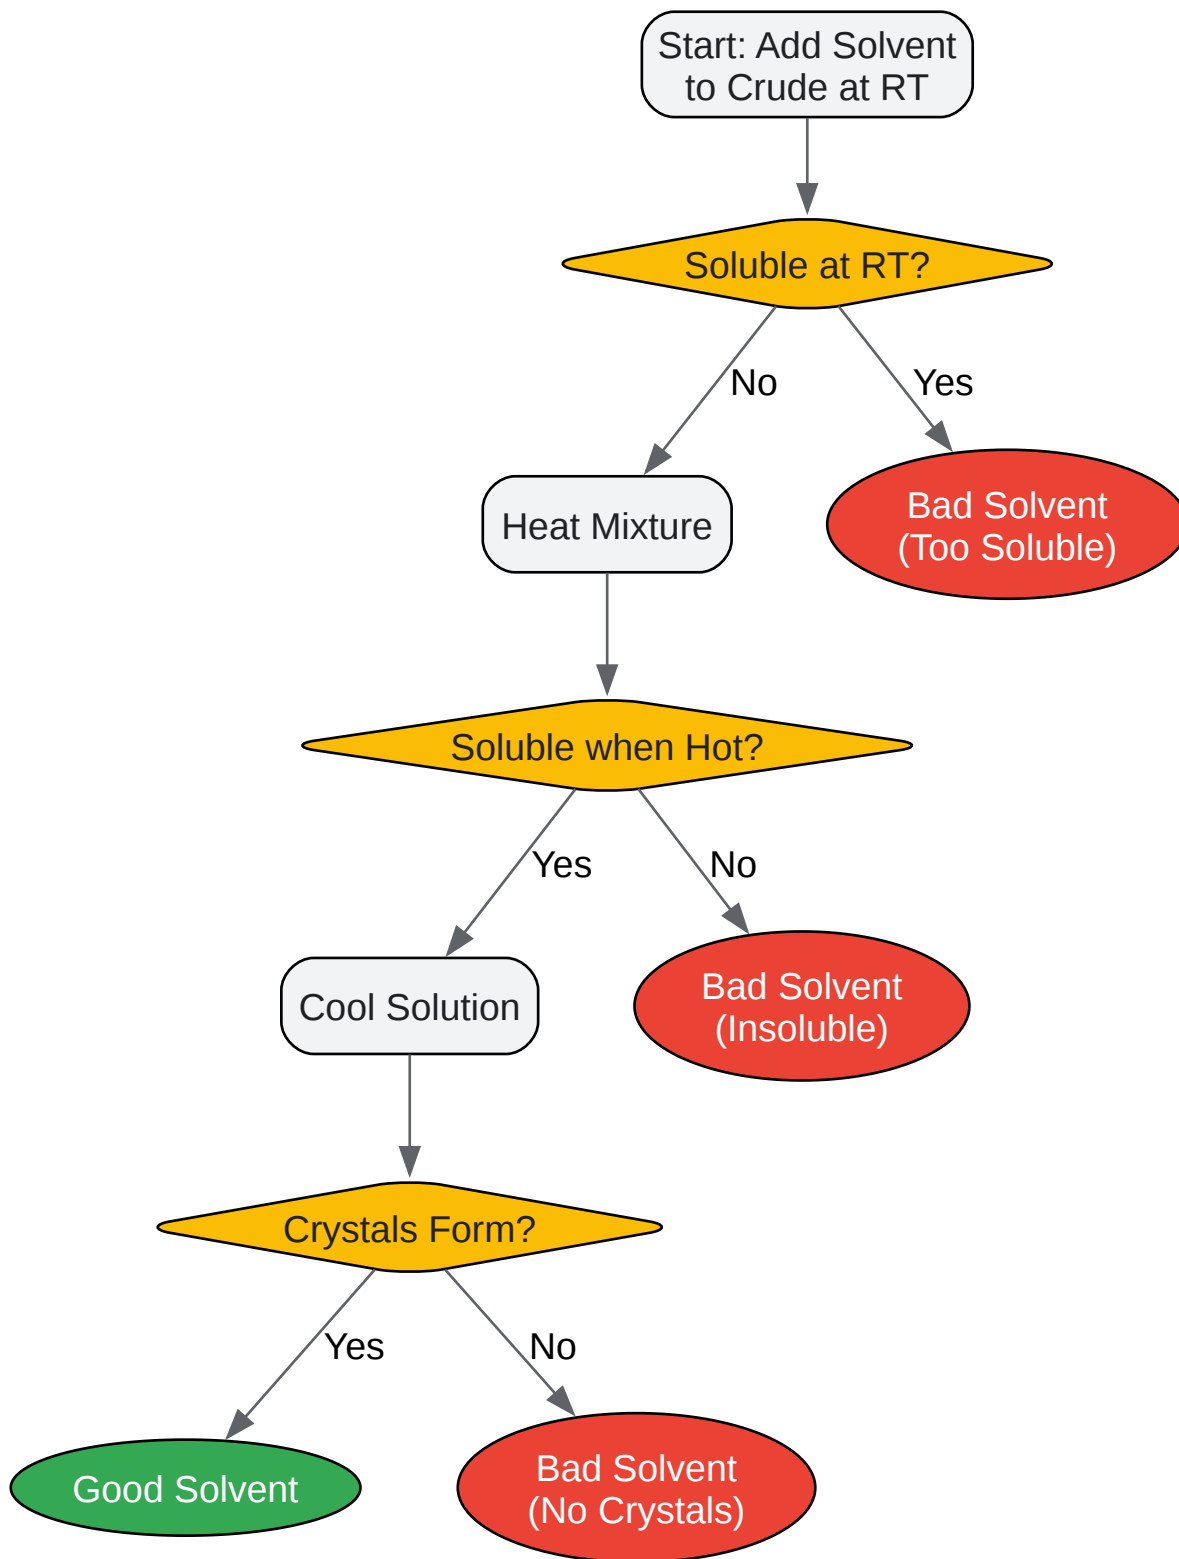 Start: Add Solvent
to Crude at RT
Soluble at RT?
No
Yes
Heat Mixture
Bad Solvent
(Too Soluble)
Soluble when Hot?
Yes
No
Cool Solution
Bad Solvent
(Insoluble)
Crystals Form?
Yes
No
Good Solvent
Bad Solvent
(No Crystals)